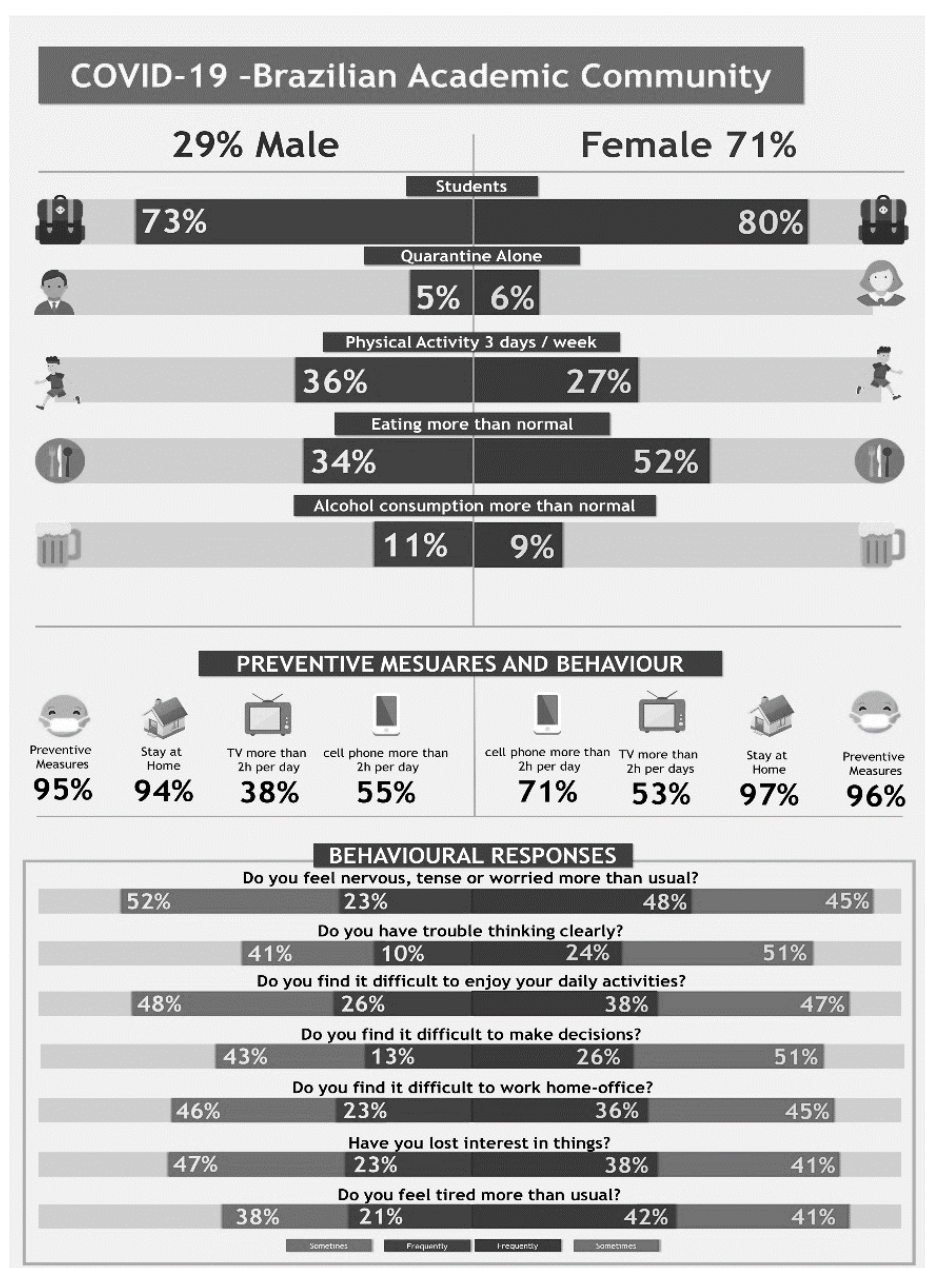 COVID-19 –Brazilian Academic Community
29% Male Female 71%
Students
73% 80%
Quarantine Alone
5% 6%
Physical Activity 3 days / week
36% 27%
Eating more than normal
34% 52%
Alcohol consumption more than normal
11% 9%
PREVENTIVE MESUARES AND BEHAVIOUR
Preventive
Measures
95%
Stay at
Home
94%
TV more than
2h per day
38%
cell phone more than
2h per day
55%
cell phone more than
2h per day
71%
TV more than
2h per days
53%
Stay at
Home
97%
Preventive
Measures
96%
BEHAVIOURAL RESPONSES
Do you feel nervous, tense or worried more than usual?
52% 23% 48% 45%
Do you have trouble thinking clearly?
41% 10% 24% 51%
Do you find it difficult to enjoy your daily activities?
48% 26% 38% 47%
Do you find it difficult to make decisions?
43% 13% 26% 51%
Do you find it difficult to work home-office?
46% 23% 36% 45%
Have you lost interest in things?
47% 23% 38% 41%
Do you feel tired more than usual?
38% 21% 42% 41%
Sometimes Frequently Frequently Sometimes